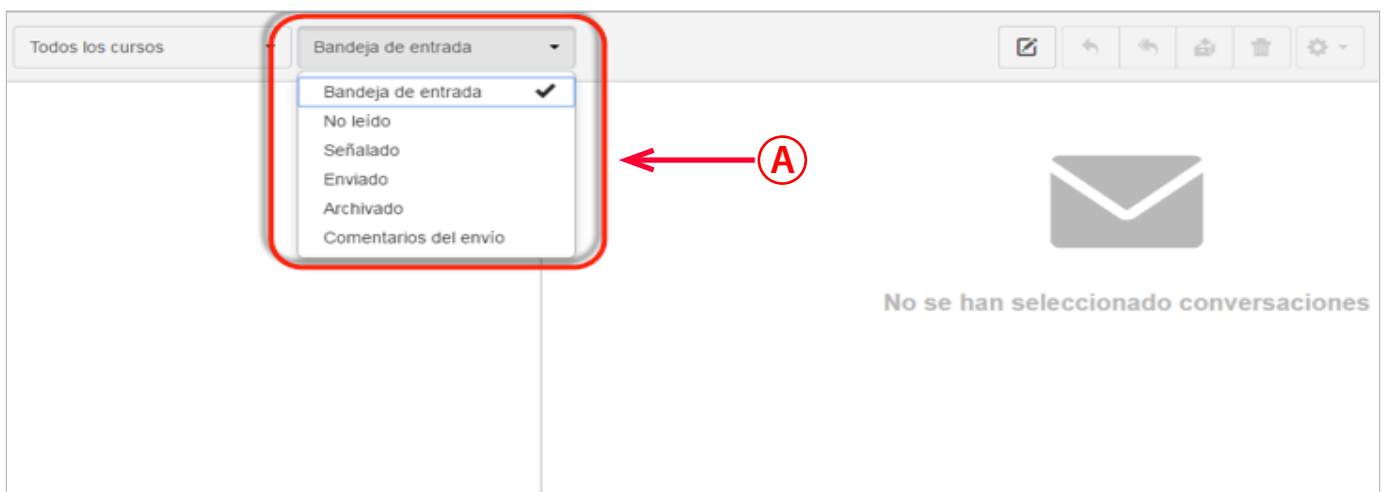 Todos los cursos
Bandeja de entrada
Bandeja de entrada
No leído
Señalado
Enviado
Archivado
Comentarios del envío
A
No se han seleccionado conversaciones